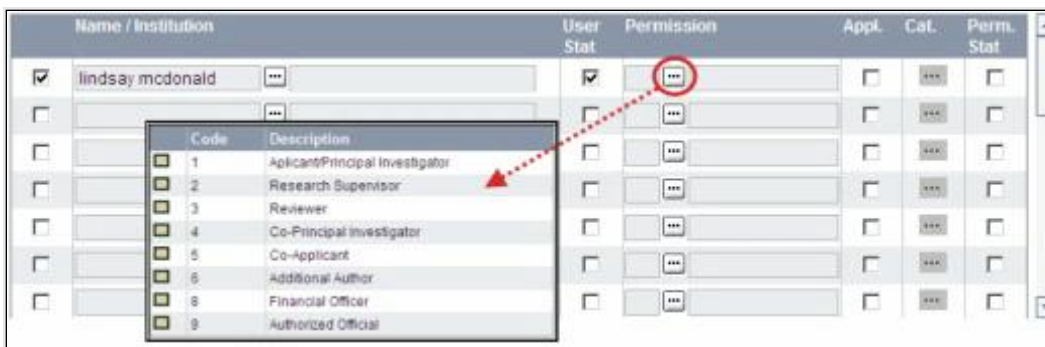 Name / Institution User Stat Permission Appl. Cat. Perm. Stat
lindsay mcdonald
Code Description
1 Aplicant/Principal Investigator
2 Research Supervisor
3 Reviewer
4 Co-Principal Investigator
5 Co-Applicant
6 Additional Author
8 Financial Officer
9 Authorized Official